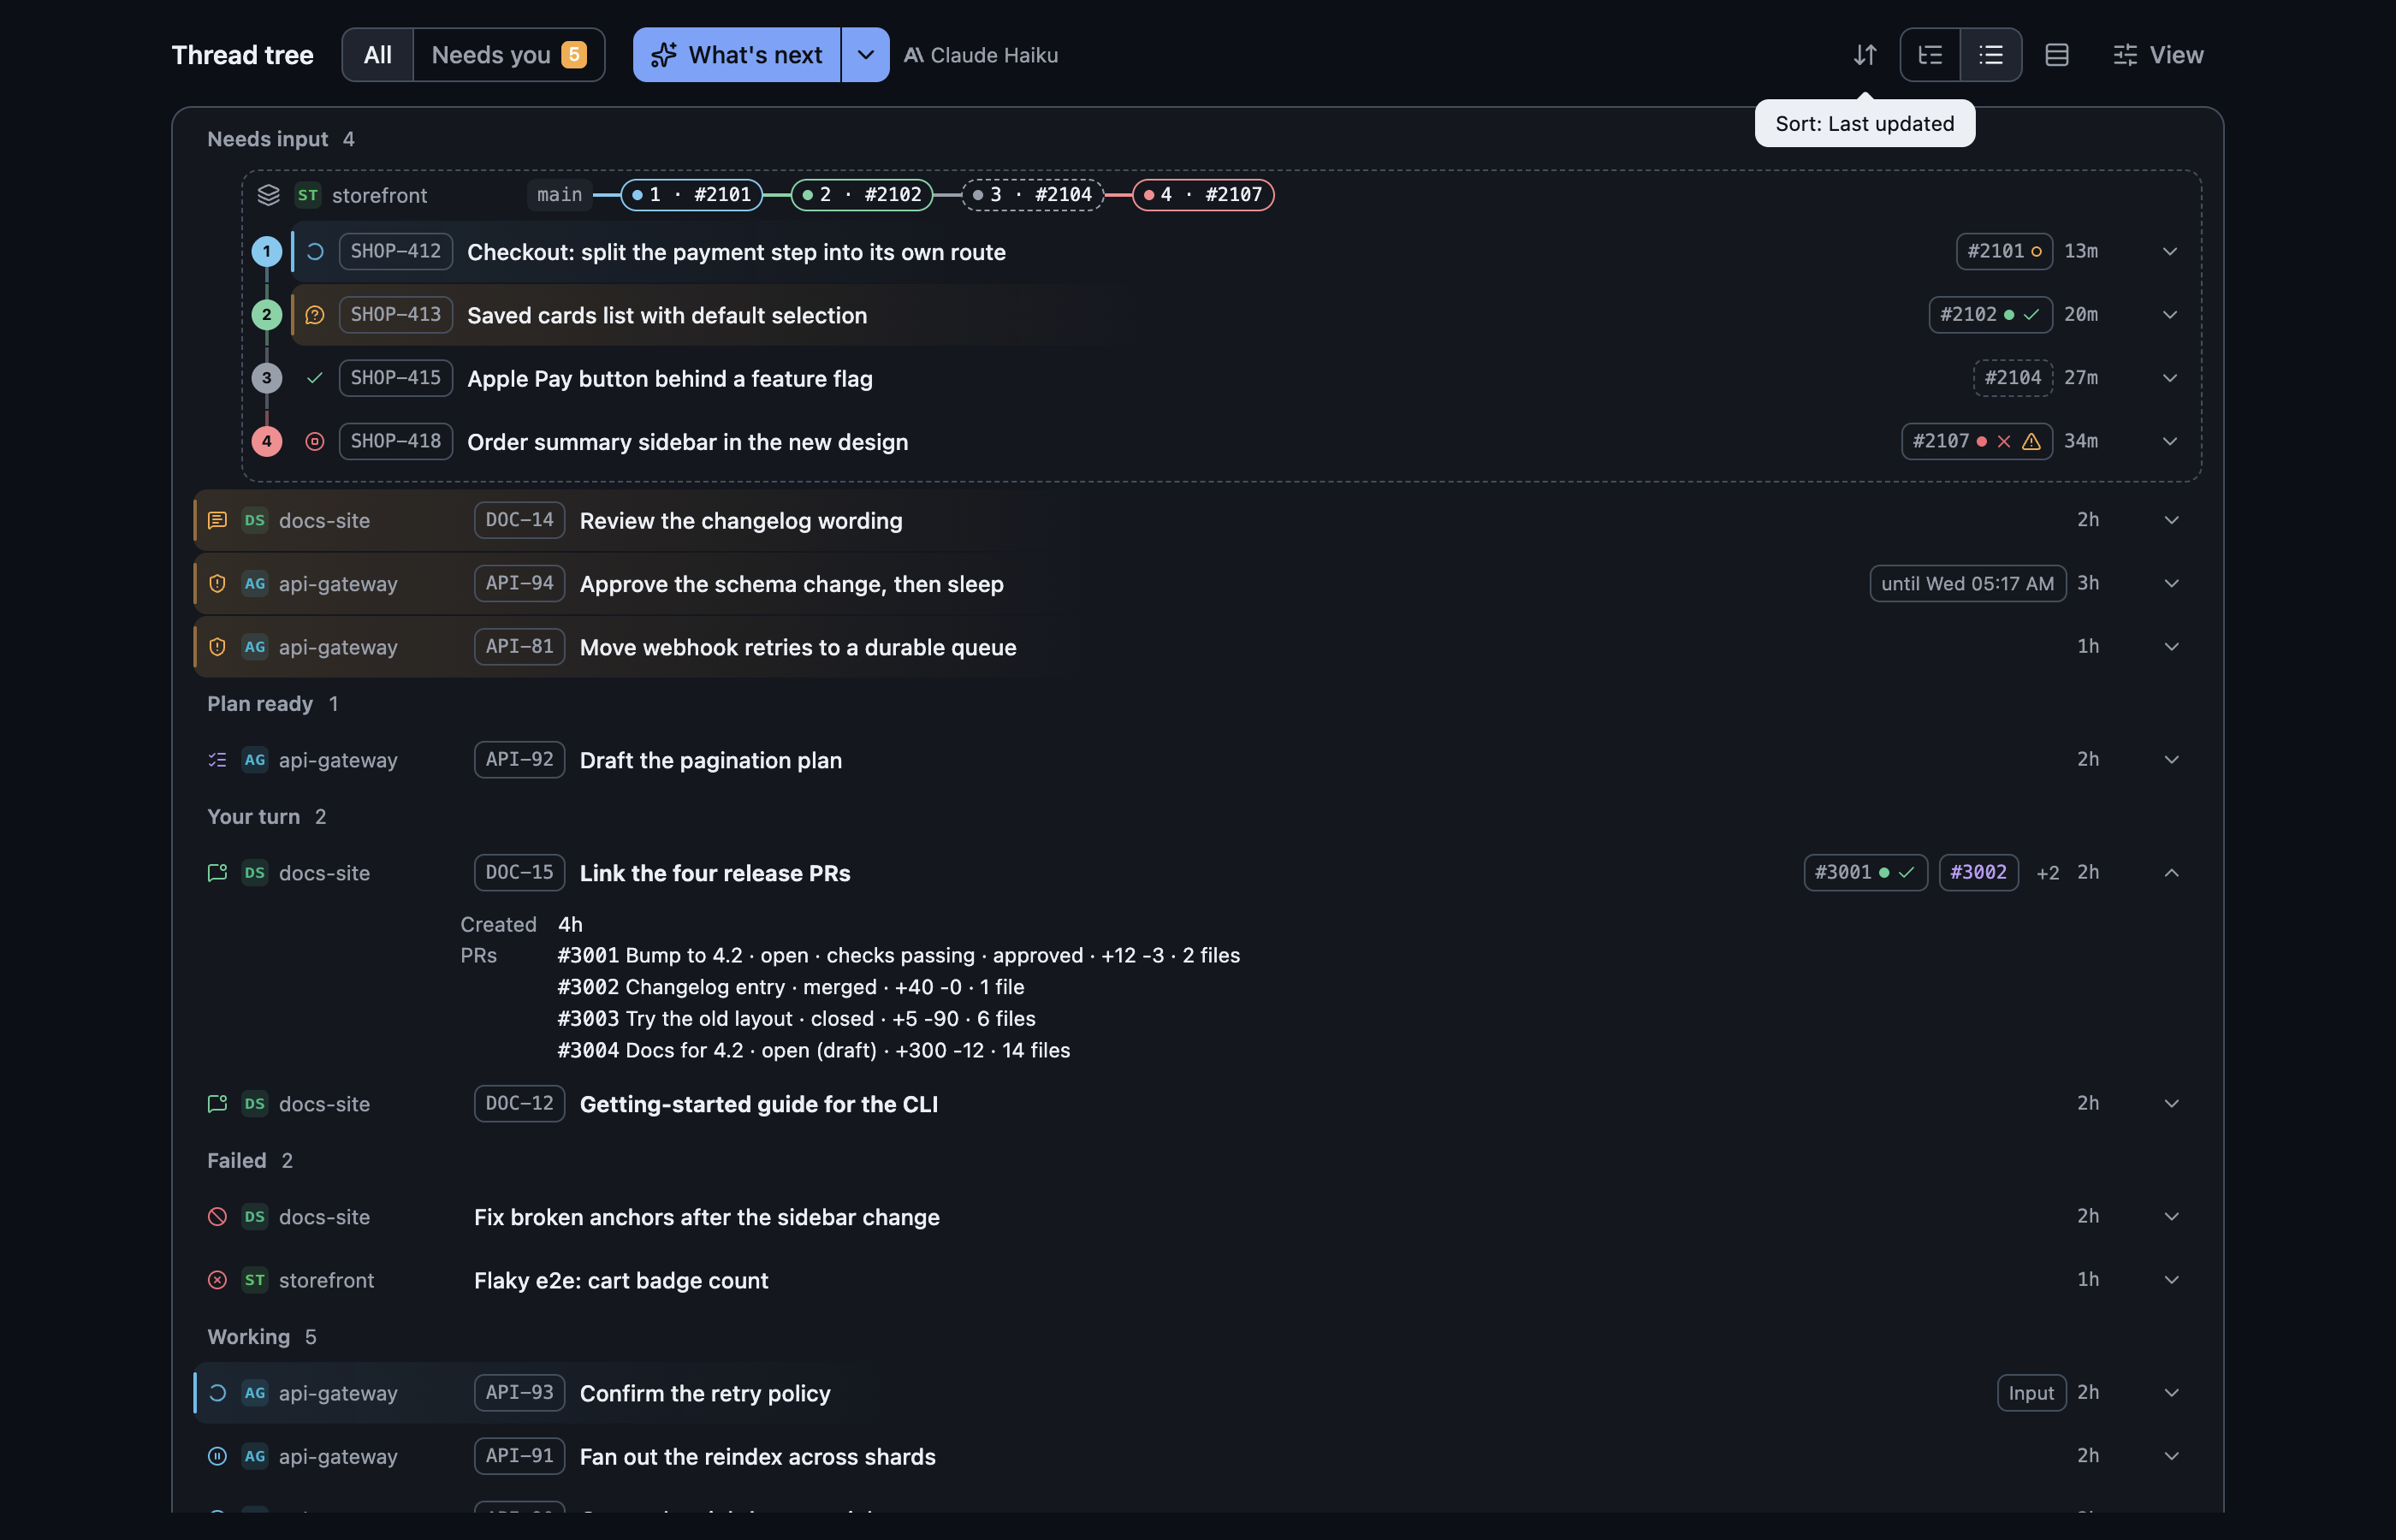 Thread tree All Needs you 5 What's next Claude Haiku View
Sort: Last updated
Needs input 4
ST storefront main 1 · #2101 2 · #2102 3 · #2104 4 · #2107
1 SHOP-412 Checkout: split the payment step into its own route #2101 13m
2 SHOP-413 Saved cards list with default selection #2102 20m
3 SHOP-415 Apple Pay button behind a feature flag #2104 27m
4 SHOP-418 Order summary sidebar in the new design #2107 34m
DS docs-site DOC-14 Review the changelog wording 2h
AG api-gateway API-94 Approve the schema change, then sleep until Wed 05:17 AM 3h
AG api-gateway API-81 Move webhook retries to a durable queue 1h
Plan ready 1
AG api-gateway API-92 Draft the pagination plan 2h
Your turn 2
DS docs-site DOC-15 Link the four release PRs #3001 #3002 +2 2h
Created 4h
PRs #3001 Bump to 4.2 · open · checks passing · approved · +12 -3 · 2 files
#3002 Changelog entry · merged · +40 -0 · 1 file
#3003 Try the old layout · closed · +5 -90 · 6 files
#3004 Docs for 4.2 · open (draft) · +300 -12 · 14 files
DS docs-site DOC-12 Getting-started guide for the CLI 2h
Failed 2
DS docs-site Fix broken anchors after the sidebar change 2h
ST storefront Flaky e2e: cart badge count 1h
Working 5
AG api-gateway API-93 Confirm the retry policy Input 2h
AG api-gateway API-91 Fan out the reindex across shards 2h